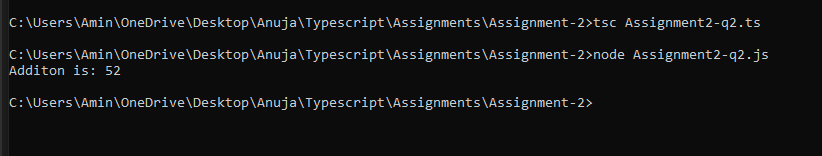 C:\Users\Amin\OneDrive\Desktop\Anuja\Typescript\Assignments\Assignment-2>tsc Assignment2-q2.ts
C:\Users\Amin\OneDrive\Desktop\Anuja\Typescript\Assignments\Assignment-2>node Assignment2-q2.js
Additon is: 52
C:\Users\Amin\OneDrive\Desktop\Anuja\Typescript\Assignments\Assignment-2>